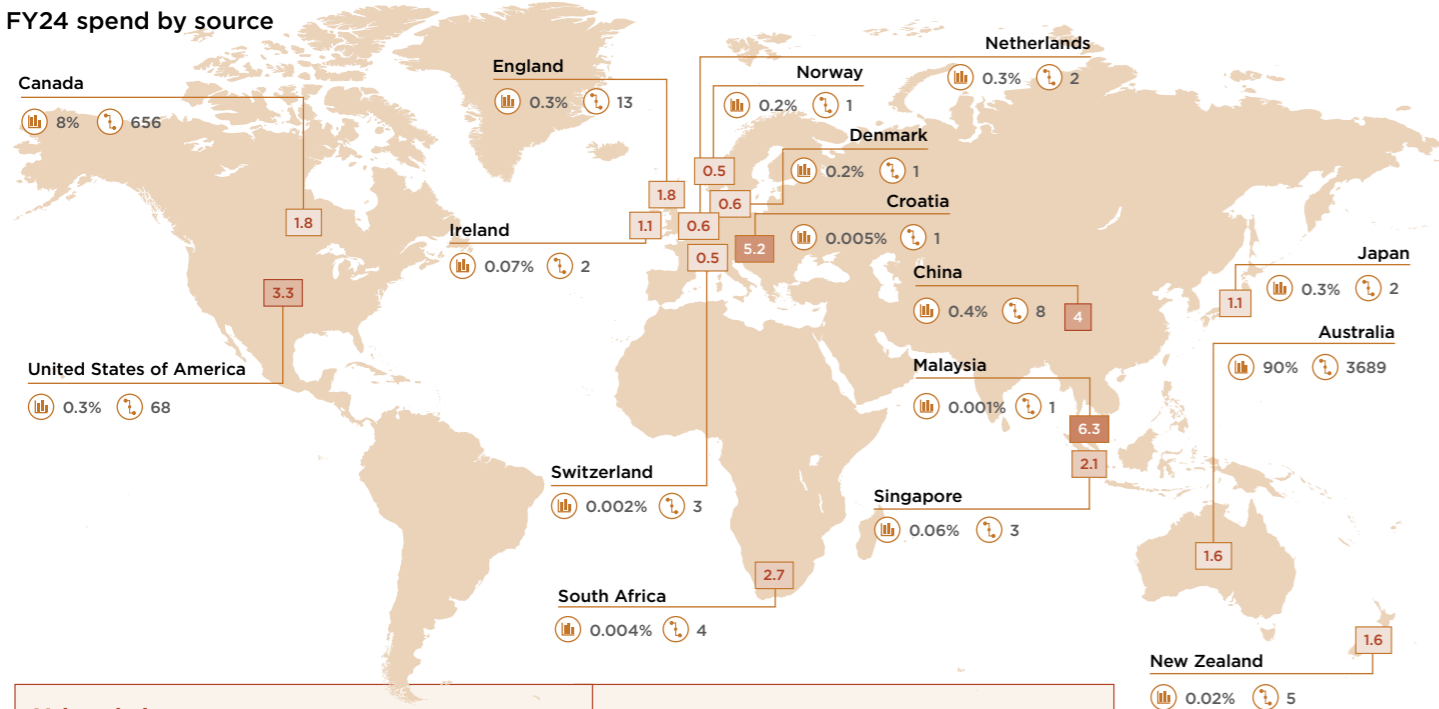 FY24 spend by source
Canada
8% 656
1.8
United States of America
0.3% 68
3.3
England
0.3% 13
1.8
Ireland
0.07% 2
1.1
Netherlands
0.3% 2
0.6
Norway
0.2% 1
0.5
Denmark
0.2% 1
0.6
Croatia
0.005% 1
5.2
Switzerland
0.002% 3
0.5
China
0.4% 8
4
Japan
0.3% 2
1.1
Malaysia
0.001% 1
6.3
Singapore
0.06% 3
2.1
Australia
90% 3689
1.6
South Africa
0.004% 4
2.7
New Zealand
0.02% 5
1.6